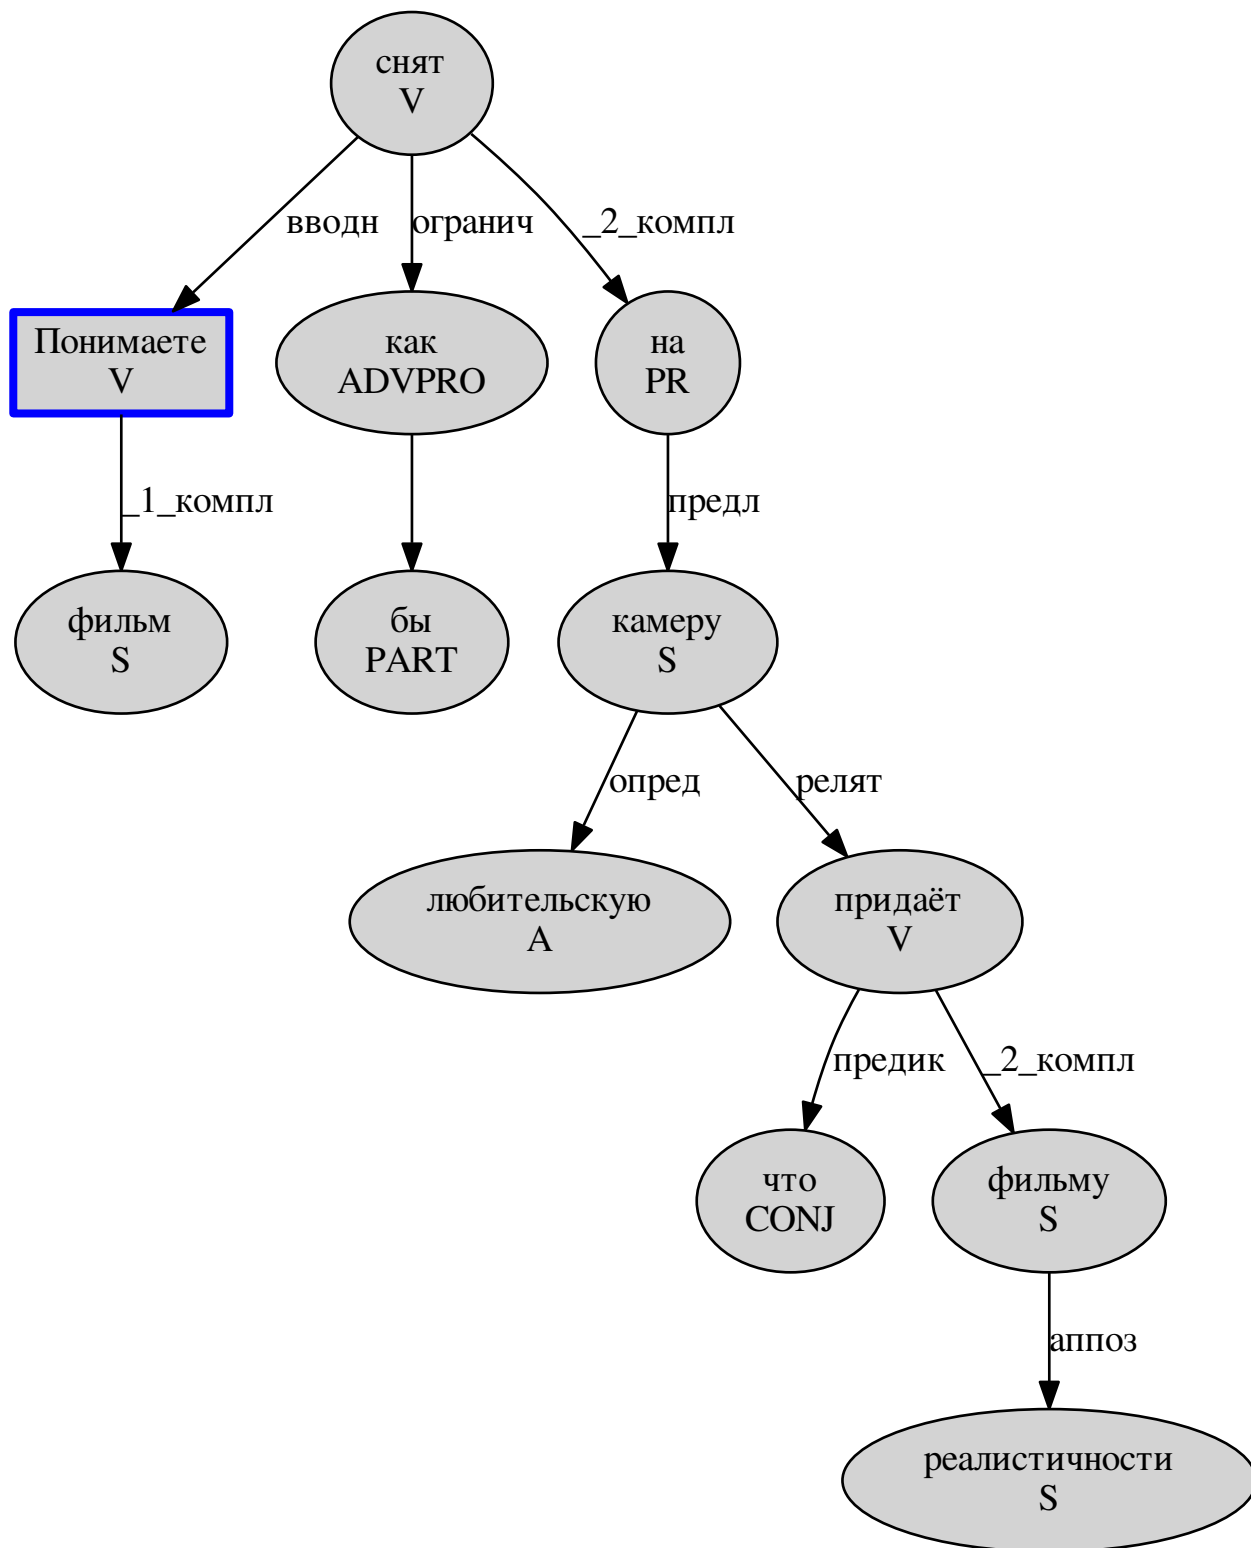 снят
V
вводн
огранич
_2_компл
Понимаете
V
как
ADVPRO
на
PR
_1_компл
предл
фильм
S
бы
PART
камеру
S
опред
релят
любительскую
A
придаёт
V
предик
_2_компл
что
CONJ
фильму
S
аппоз
реалистичности
S